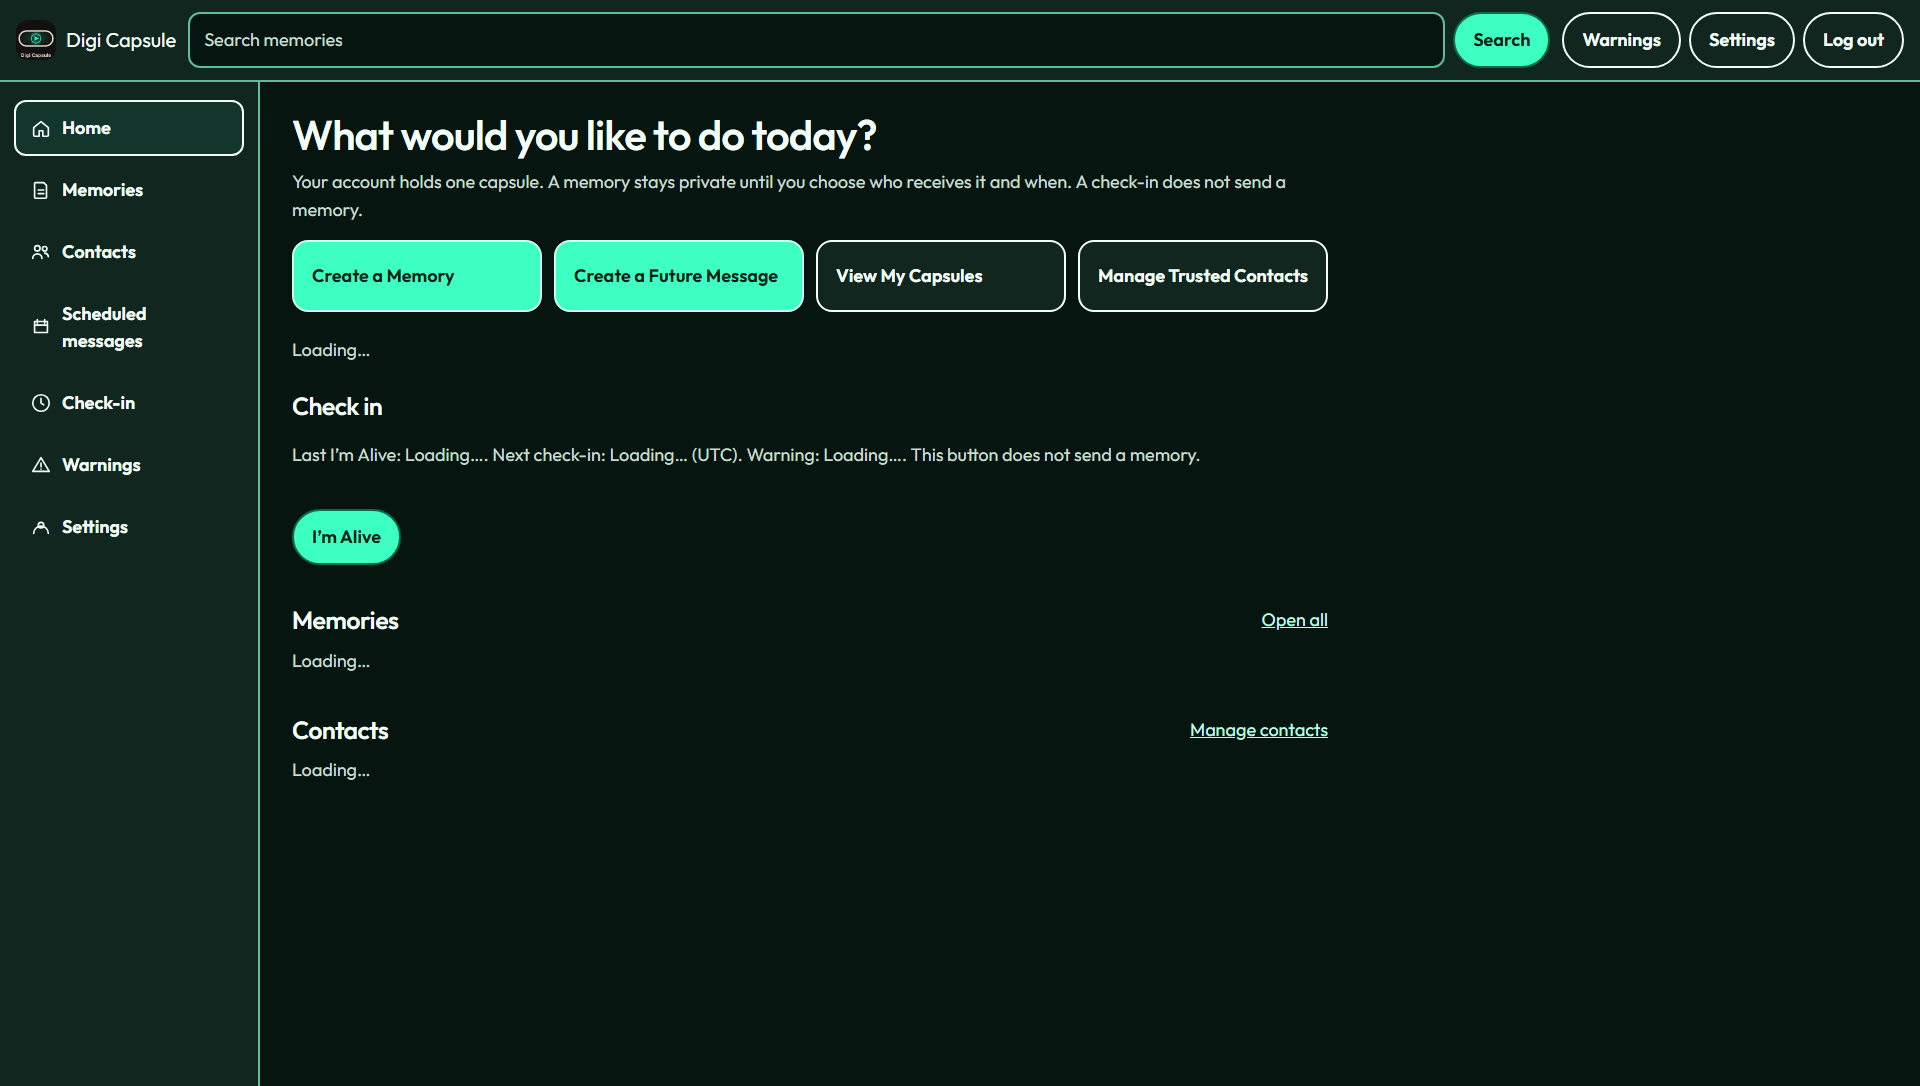 Digi Capsule
Digi Capsule
Search memories
Search
Warnings
Settings
Log out
Home
Memories
Contacts
Scheduled
messages
Check-in
Warnings
Settings
What would you like to do today?
Your account holds one capsule. A memory stays private until you choose who receives it and when. A check-in does not send a
memory.
Create a Memory
Create a Future Message
View My Capsules
Manage Trusted Contacts
Loading…
Check in
Last I’m Alive: Loading…. Next check-in: Loading… (UTC). Warning: Loading…. This button does not send a memory.
I’m Alive
Memories
Open all
Loading…
Contacts
Manage contacts
Loading…